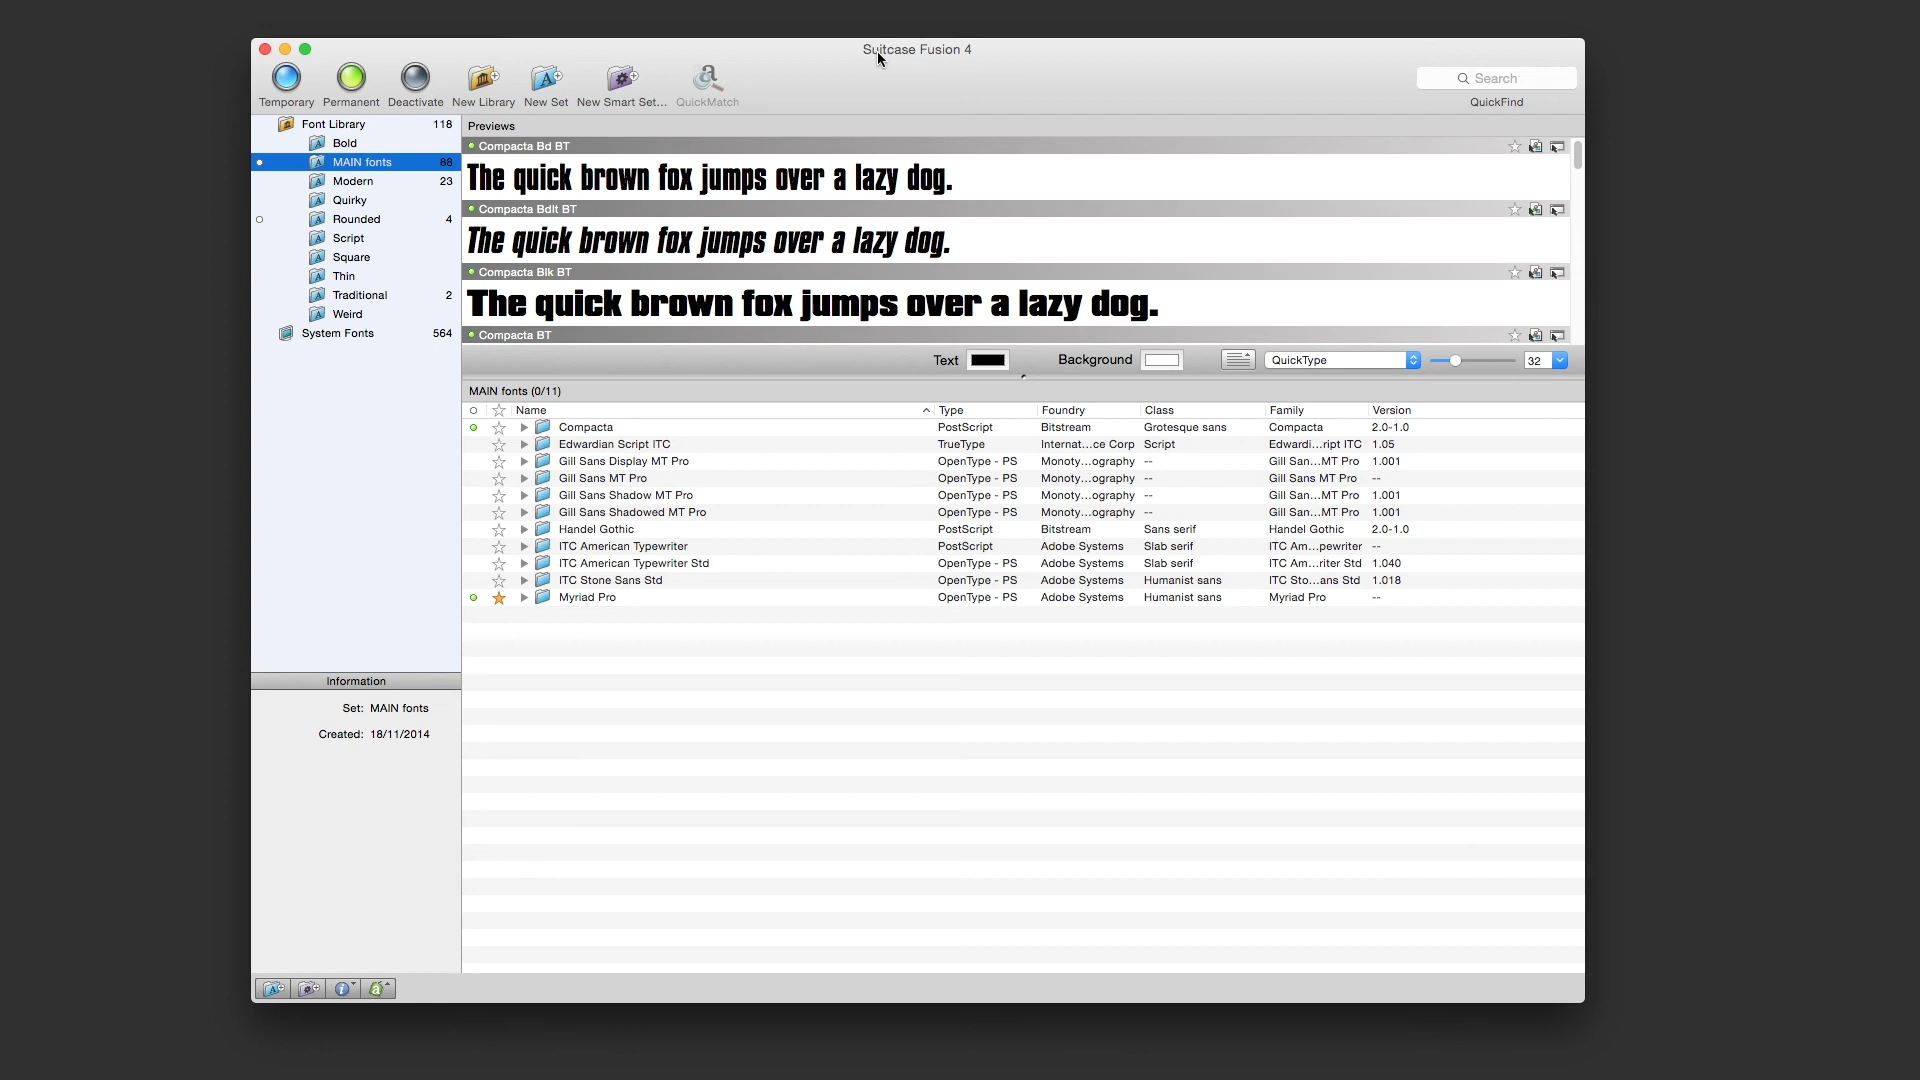 Suitcase Fusion 4
Temporary Permanent Deactivate New Library New Set New Smart Set... QuickMatch
Search
QuickFind
Font Library 118
Bold
MAIN fonts 88
Modern 23
Quirky
Rounded 4
Script
Square
Thin
Traditional 2
Weird
System Fonts 564
Previews
Compacta Bd BT
The quick brown fox jumps over a lazy dog.
Compacta BdIt BT
The quick brown fox jumps over a lazy dog.
Compacta Blk BT
The quick brown fox jumps over a lazy dog.
Compacta BT
Text Background QuickType 32
MAIN fonts (0/11)
Name Type Foundry Class Family Version
Compacta PostScript Bitstream Grotesque sans Compacta 2.0-1.0
Edwardian Script ITC TrueType Internat...ce Corp Script Edwardi...ript ITC 1.05
Gill Sans Display MT Pro OpenType - PS Monoty...ography -- Gill San...MT Pro 1.001
Gill Sans MT Pro OpenType - PS Monoty...ography -- Gill Sans MT Pro --
Gill Sans Shadow MT Pro OpenType - PS Monoty...ography -- Gill San...MT Pro 1.001
Gill Sans Shadowed MT Pro OpenType - PS Monoty...ography -- Gill San...MT Pro 1.001
Handel Gothic PostScript Bitstream Sans serif Handel Gothic 2.0-1.0
ITC American Typewriter PostScript Adobe Systems Slab serif ITC Am...pewriter --
ITC American Typewriter Std OpenType - PS Adobe Systems Slab serif ITC Am...riter Std 1.040
ITC Stone Sans Std OpenType - PS Adobe Systems Humanist sans ITC Sto...ans Std 1.018
Myriad Pro OpenType - PS Adobe Systems Humanist sans Myriad Pro --
Information
Set: MAIN fonts
Created: 18/11/2014